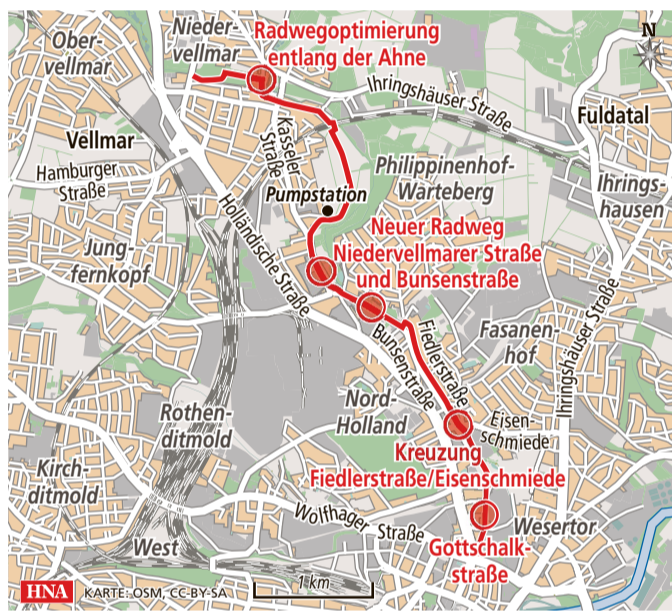 Ober-
vellmar
Nieder-
vellmar
Radwegoptimierung
entlang der Ahne
N
Ihringshäuser Straße
Fuldatal
Vellmar
Kasseler
Straße
Hamburger
Straße
Philippinenhof-
Warteberg
Ihrings-
hausen
Pumpstation
Holländische Straße
Neuer Radweg
Niedervellmarer Straße
und Bunsenstraße
Jung-
fernkopf
Fiedlerstraße
Bunsenstraße
Fasanen-
hof
Ihringshäuser Straße
Nord-
Holland
Rothen-
ditmold
Eisen-
schmiede
Kreuzung
Fiedlerstraße/Eisenschmiede
Kirch-
ditmold
Wolfhager Straße
Wesertor
West
Gottschalk-
straße
HNA
KARTE: OSM, CC-BY-SA
1 km